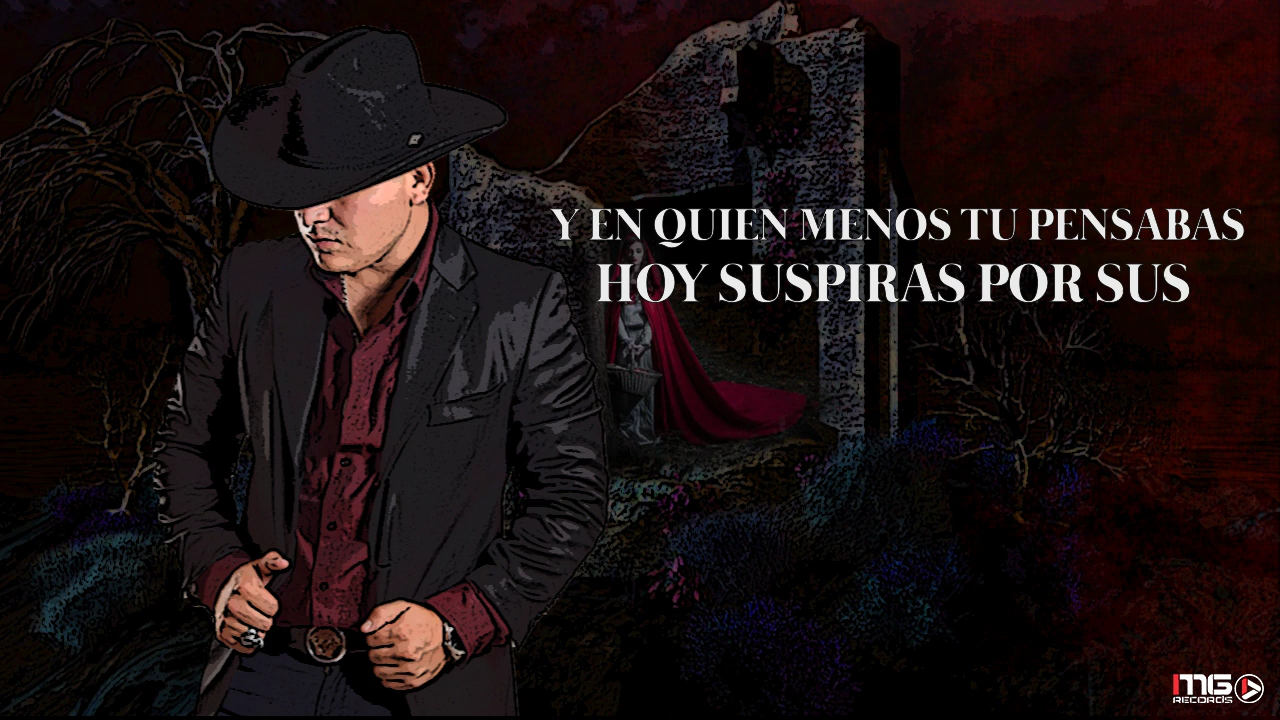 Y EN QUIEN MENOS TU PENSABAS
HOY SUSPIRAS POR SUS
MG
RECORDS